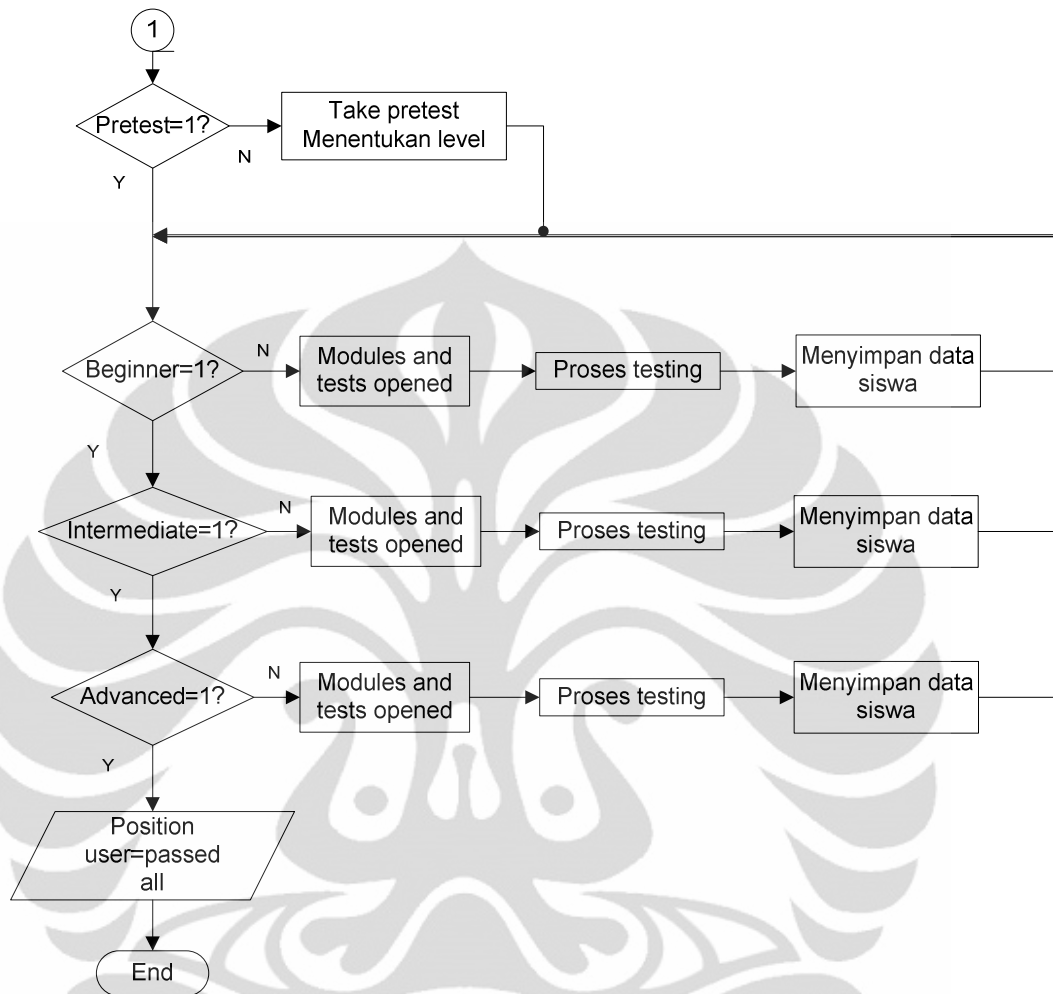 1
Pretest=1?
Take pretest
Menentukan level
N
Y
Beginner=1?
N
Modules and
tests opened
Proses testing
Menyimpan data
siswa
Y
Intermediate=1?
N
Modules and
tests opened
Proses testing
Menyimpan data
siswa
Y
Advanced=1?
N
Modules and
tests opened
Proses testing
Menyimpan data
siswa
Y
Position
user=passed
all
End